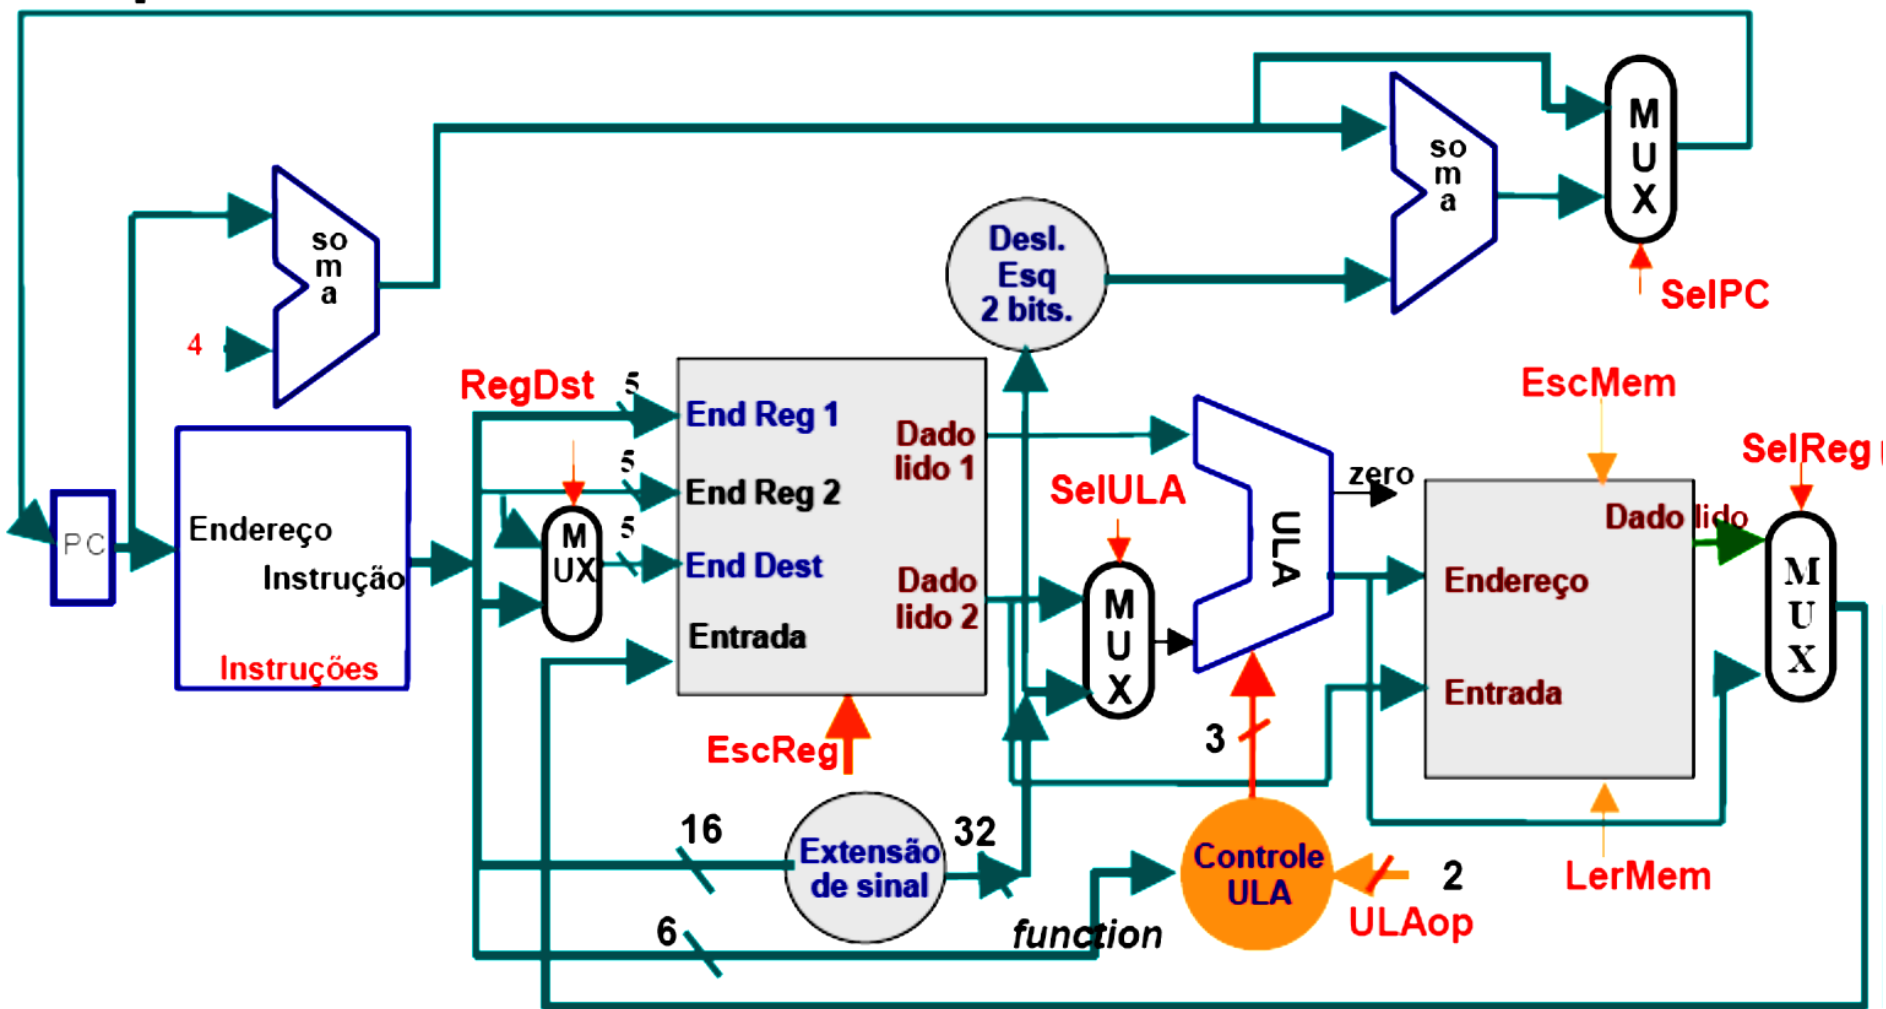 M
U
X
so
m
a
so
m
a
Desl.
Esq
2 bits.
SelPC
4
RegDst
5
End Reg 1
Dado
lido 1
5
End Reg 2
M
UX
5
End Dest
Dado
lido 2
Entrada
EscReg
PC
Endereço
Instrução
Instruções
SelULA
M
U
X
ULA
zero
EscMem
SelReg
Dado lido
Endereço
Entrada
M
U
X
3
16
Extensão
de sinal
32
Controle
ULA
2
ULAop
LerMem
6
function